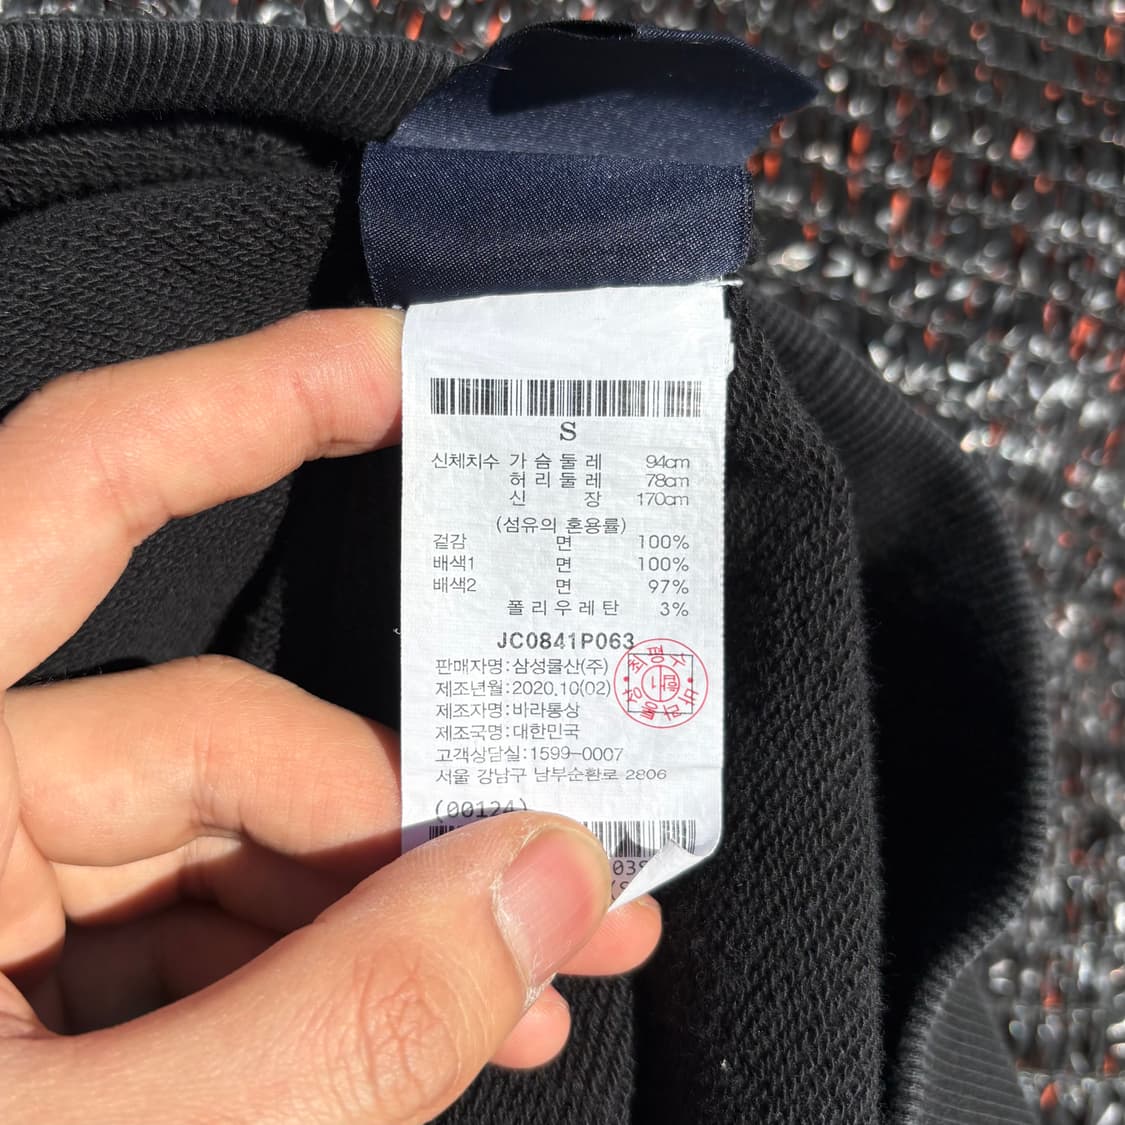 S
신체치수 가슴둘레 94cm
허리둘레 78cm
신장 170cm
(섬유의 혼용률)
겉감 면 100%
배색1 면 100%
배색2 면 97%
폴리우레탄 3%
JC0841P063
판매자명:삼성물산(주)
제조년월:2020.10(02)
제조자명:바라통상
제조국명:대한민국
고객상담실:1599-0007
서울 강남구 남부순환로 2806
(00124)